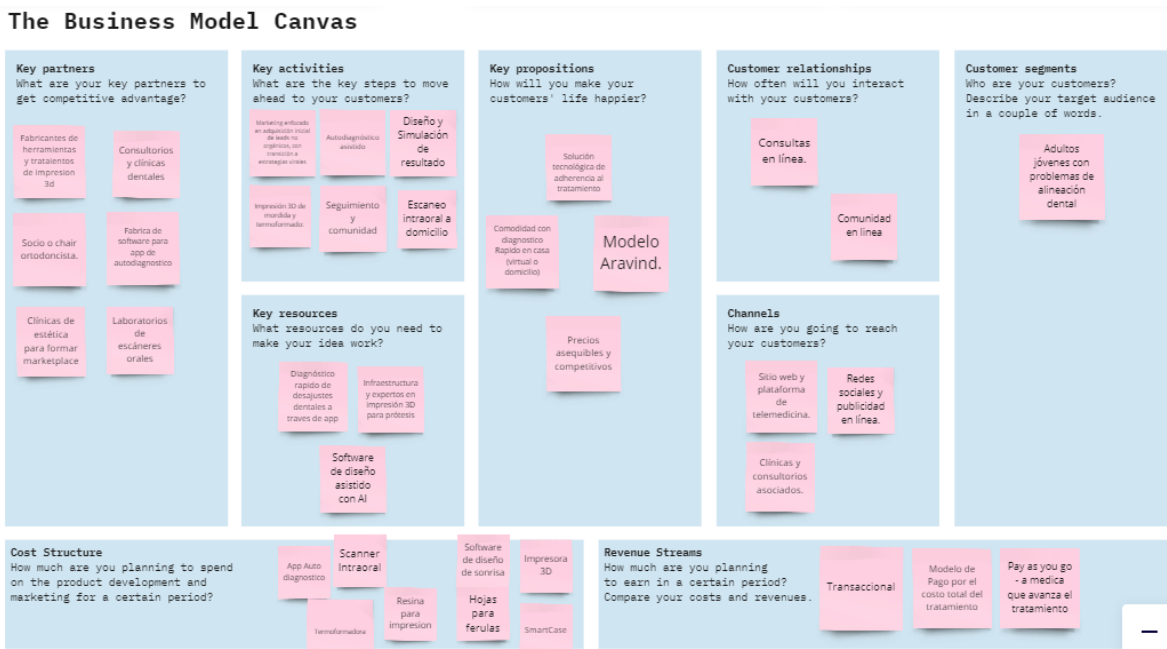 The Business Model Canvas
Key partners
What are your key partners to
get competitive advantage?
Fabricantes de
herramientas
y trataientos
de impresion
3d
Consultorios
y clínicas
dentales
Socio o chair
ortodoncista.
Fabrica de
software para
app de
autodiagnostico
Clínicas de
estética
para formar
marketplace
Laboratorios
de
escáneres
orales
Key activities
What are the key steps to move
ahead to your customers?
Marketing enfocado
en adquisición inicial
de leads no
orgánicos, con
transición a
estrategias virales
Autodiagnóstico
asistido
Diseño y
Simulación
de
resultado
Impresión 3D de
mordida y
termoformado.
Seguimiento
y
comunidad
Escaneo
intraoral a
domicilio
Key resources
What resources do you need to
make your idea work?
Diagnóstico
rapido de
desajustes
dentales a
traves de app
Infraestructura
y expertos en
impresión 3D
para prótesis
Software
de diseño
asistido
con AI
Key propositions
How will you make your
customers' life happier?
Solución
tecnológica de
adherencia al
tratamiento
Comodidad con
diagnostico
Rapido en casa
(virtual o
domicilio)
Modelo
Aravind.
Precios
asequibles y
competitivos
Customer relationships
How often will you interact
with your customers?
Consultas
en línea.
Comunidad
en linea
Channels
How are you going to reach
your customers?
Sitio web y
plataforma
de
telemedicina.
Redes
sociales y
publicidad
en línea.
Clínicas y
consultorios
asociados.
Customer segments
Who are your customers?
Describe your target audience
in a couple of words.
Adultos
jóvenes con
problemas de
alineación
dental
Cost Structure
How much are you planning to spend
on the product development and
marketing for a certain period?
App Auto
diagnostico
Scanner
Intraoral
Termoformadora
Resina
para
impresion
Software
de diseño
de sonrisa
Hojas
para
ferulas
Impresora
3D
SmartCase
Revenue Streams
How much are you planning
to earn in a certain period?
Compare your costs and revenues.
Transaccional
Modelo de
Pago por el
costo total del
tratamiento
Pay as you go
- a medica
que avanza el
tratamiento